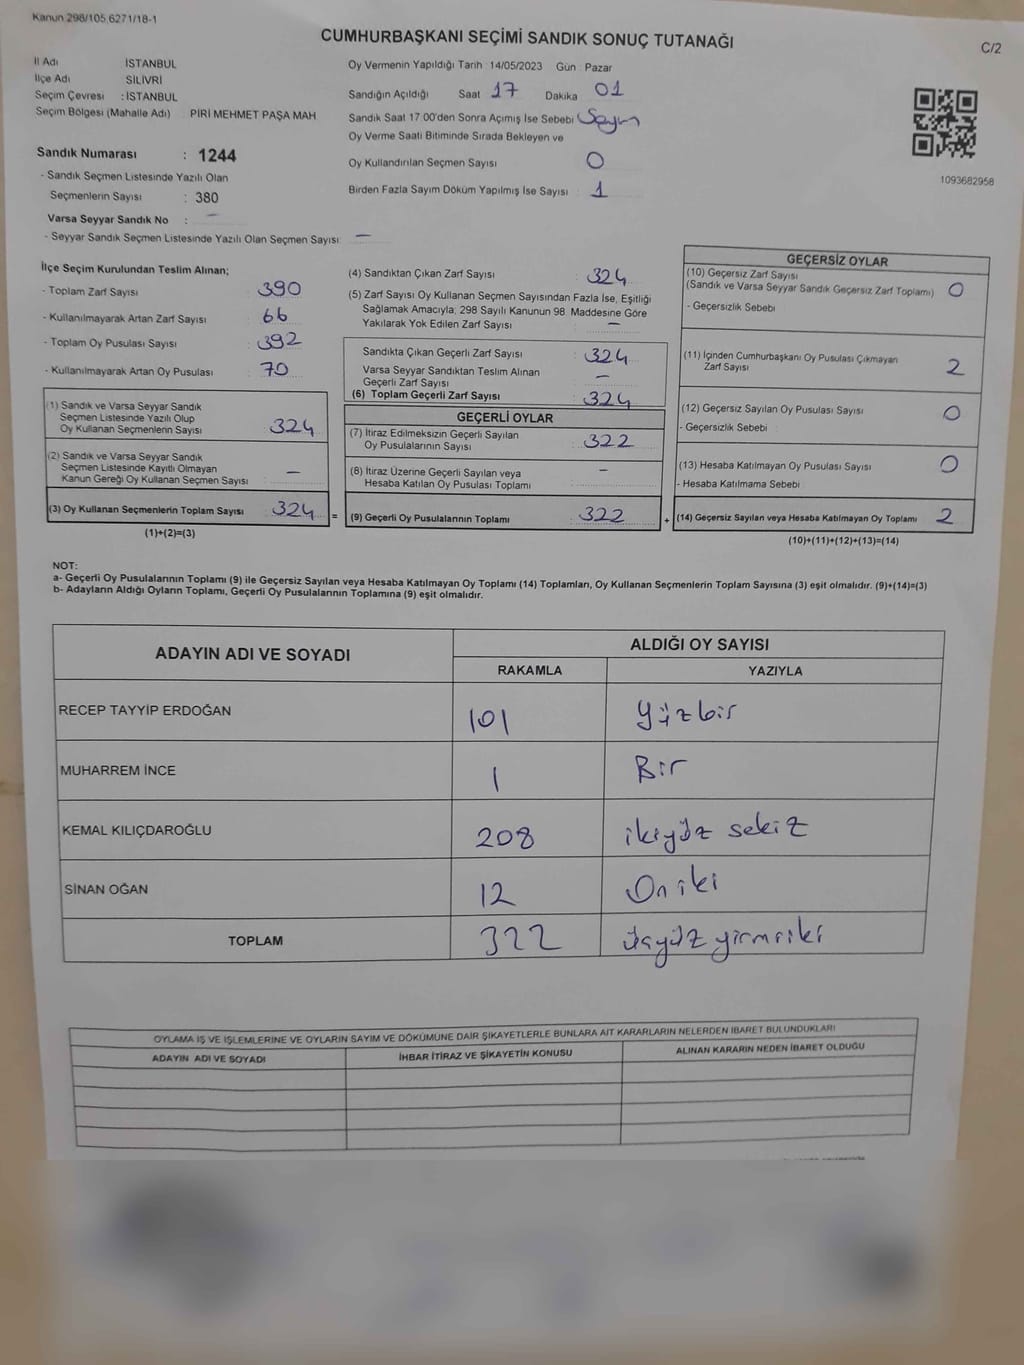 Kanun 298/105,6271/18-1
CUMHURBAŞKANI SEÇİMİ SANDIK SONUÇ TUTANAĞI
C/2
İl Adı İSTANBUL
İlçe Adı SİLİVRİ
Seçim Çevresi : İSTANBUL
Seçim Bölgesi (Mahalle Adı) PİRİ MEHMET PAŞA MAH
Sandık Numarası : 1244
- Sandık Seçmen Listesinde Yazılı Olan
Seçmenlerin Sayısı : 380
Varsa Seyyar Sandık No : -
- Seyyar Sandık Seçmen Listesinde Yazılı Olan Seçmen Sayısı: -
Oy Vermenin Yapıldığı Tarih : 14/05/2023 Gün : Pazar
Sandığın Açıldığı Saat 17 Dakika 01
Sandık Saat 17.00'den Sonra Açımış İse Sebebi Sayım
Oy Verme Saati Bitiminde Sırada Bekleyen ve
Oy Kullandırılan Seçmen Sayısı 0
Birden Fazla Sayım Döküm Yapılmış İse Sayısı : 1
1093682958
İlçe Seçim Kurulundan Teslim Alınan;
- Toplam Zarf Sayısı : 390
- Kullanılmayarak Artan Zarf Sayısı : 66
- Toplam Oy Pusulası Sayısı : 392
- Kullanılmayarak Artan Oy Pusulası : 70
(1) Sandık ve Varsa Seyyar Sandık
Seçmen Listesinde Yazılı Olup
Oy Kullanan Seçmenlerin Sayısı : 324
(2) Sandık ve Varsa Seyyar Sandık
Seçmen Listesinde Kayıtlı Olmayan
Kanun Gereği Oy Kullanan Seçmen Sayısı : -
(3) Oy Kullanan Seçmenlerin Toplam Sayısı : 324
(1)+(2)=(3)
=
(4) Sandıktan Çıkan Zarf Sayısı : 324
(5) Zarf Sayısı Oy Kullanan Seçmen Sayısından Fazla İse, Eşitliği
Sağlamak Amacıyla; 298 Sayılı Kanunun 98 Maddesine Göre
Yakılarak Yok Edilen Zarf Sayısı : -
Sandıkta Çıkan Geçerli Zarf Sayısı : 324
Varsa Seyyar Sandıktan Teslim Alınan
Geçerli Zarf Sayısı : -
(6) Toplam Geçerli Zarf Sayısı : 324
GEÇERLİ OYLAR
(7) İtiraz Edilmeksizin Geçerli Sayılan
Oy Pusulalarının Sayısı : 322
(8) İtiraz Üzerine Geçerli Sayılan veya
Hesaba Katılan Oy Pusulası Toplamı : -
(9) Geçerli Oy Pusulalarının Toplamı : 322
+
GEÇERSİZ OYLAR
(10) Geçersiz Zarf Sayısı
(Sandık ve Varsa Seyyar Sandık Geçersiz Zarf Toplamı) : 0
- Geçersizlik Sebebi
(11) İçinden Cumhurbaşkanı Oy Pusulası Çıkmayan
Zarf Sayısı 2
(12) Geçersiz Sayılan Oy Pusulası Sayısı 0
- Geçersizlik Sebebi
(13) Hesaba Katılmayan Oy Pusulası Sayısı 0
- Hesaba Katılmama Sebebi
(14) Geçersiz Sayılan veya Hesaba Katılmayan Oy Toplamı : 2
(10)+(11)+(12)+(13)=(14)
NOT:
a- Geçerli Oy Pusulalarının Toplamı (9) ile Geçersiz Sayılan veya Hesaba Katılmayan Oy Toplamı (14) Toplamları, Oy Kullanan Seçmenlerin Toplam Sayısına (3) eşit olmalıdır. (9)+(14)=(3)
b- Adayların Aldığı Oyların Toplamı, Geçerli Oy Pusulalarının Toplamına (9) eşit olmalıdır.
ADAYIN ADI VE SOYADI
ALDIĞI OY SAYISI
RAKAMLA YAZIYLA
RECEP TAYYİP ERDOĞAN 101 Yüzbir
MUHARREM İNCE 1 Bir
KEMAL KILIÇDAROĞLU 208 ikiyüz sekiz
SİNAN OĞAN 12 On iki
TOPLAM 322 üçyüz yirmiiki
OYLAMA İŞ VE İŞLEMLERİNE VE OYLARIN SAYIM VE DÖKÜMÜNE DAİR ŞİKAYETLERLE BUNLARA AİT KARARLARIN NELERDEN İBARET BULUNDUKLARI
ADAYIN ADI VE SOYADI İHBAR İTİRAZ VE ŞİKAYETİN KONUSU ALINAN KARARIN NEDEN İBARET OLDUĞU